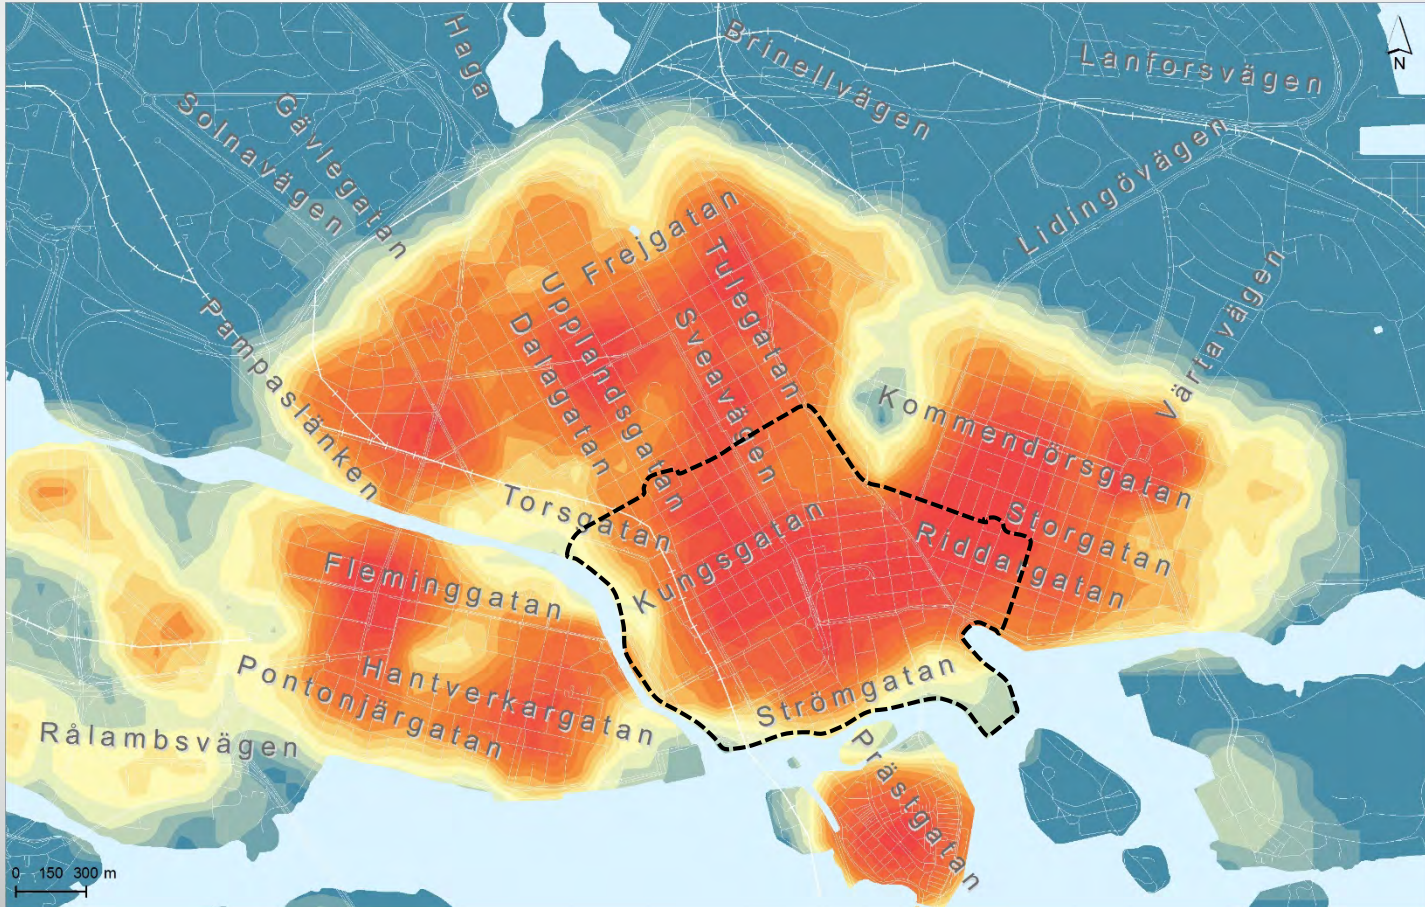 Haga
Brinellvägen
Lanforsvägen
N
Solnavägen
Gävlegatan
Lidingövägen
Frejgatan
Tulegatan
Upplandsgatan
Dalagatan
Sveavägen
Värtavägen
Pampaslänken
Kommendörsgatan
Torsgatan
Kungsgatan
Storgatan
Riddargatan
Fleminggatan
Hantverkargatan
Pontonjärgatan
Strömgatan
Rålambsvägen
Prästgatan
0 150 300 m